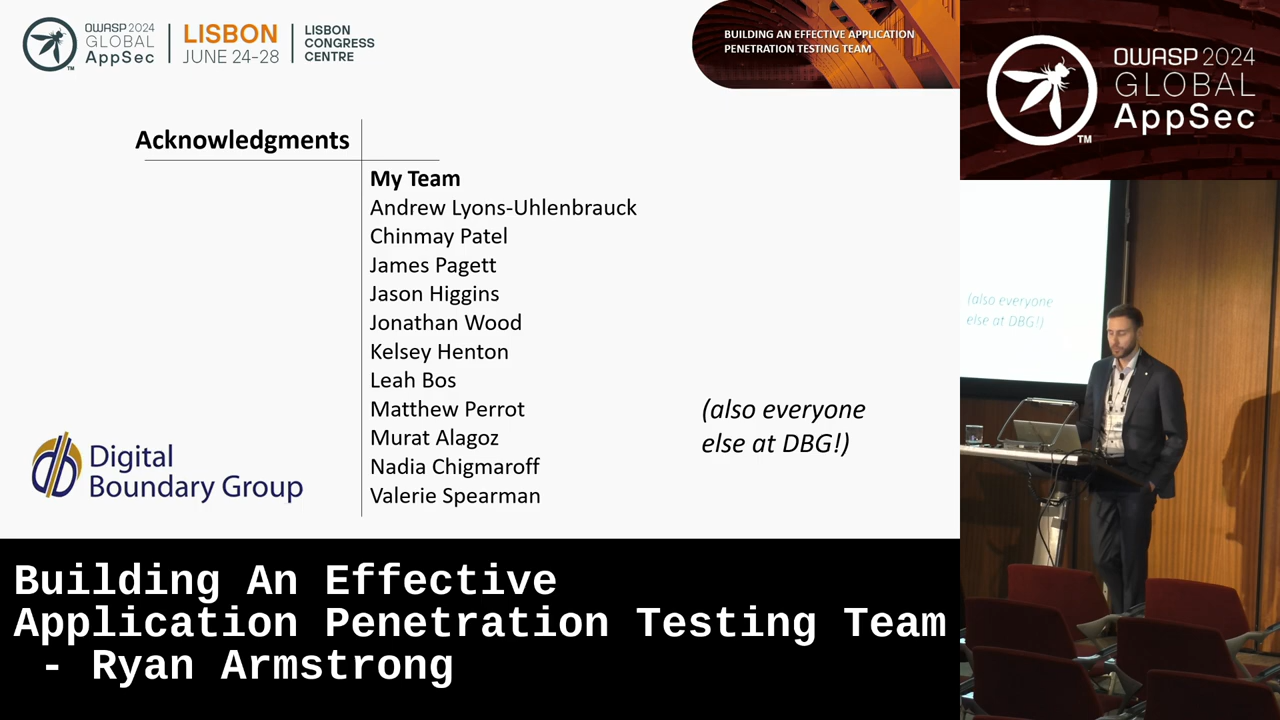 OWASP 2024
GLOBAL
AppSec
TM
LISBON
JUNE 24-28
LISBON
CONGRESS
CENTRE
BUILDING AN EFFECTIVE APPLICATION
PENETRATION TESTING TEAM
OWASP 2024
GLOBAL
AppSec
TM
Acknowledgments
My Team
Andrew Lyons-Uhlenbrauck
Chinmay Patel
James Pagett
Jason Higgins
Jonathan Wood
Kelsey Henton
Leah Bos
Matthew Perrot
Murat Alagoz
Nadia Chigmaroff
Valerie Spearman
(also everyone
else at DBG!)
Digital
Boundary Group
(also everyone
else at DBG!)
Building An Effective
Application Penetration Testing Team
- Ryan Armstrong